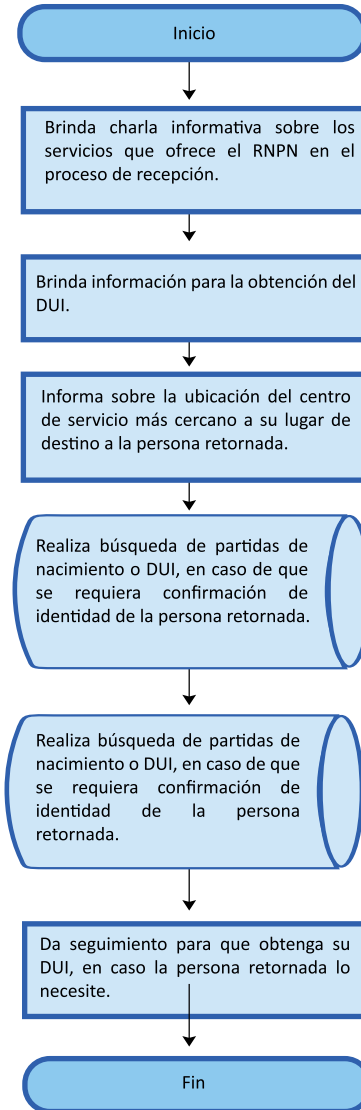 Inicio
Brinda charla informativa sobre los
servicios que ofrece el RNPN en el
proceso de recepción.
Brinda información para la obtención del
DUI.
Informa sobre la ubicación del centro
de servicio más cercano a su lugar de
destino a la persona retornada.
Realiza búsqueda de partidas de
nacimiento o DUI, en caso de que
se requiera confirmación de
identidad de la persona retornada.
Realiza búsqueda de partidas de
nacimiento o DUI, en caso de que
se requiera confirmación de
identidad de la persona
retornada.
Da seguimiento para que obtenga su
DUI, en caso la persona retornada lo
necesite.
Fin